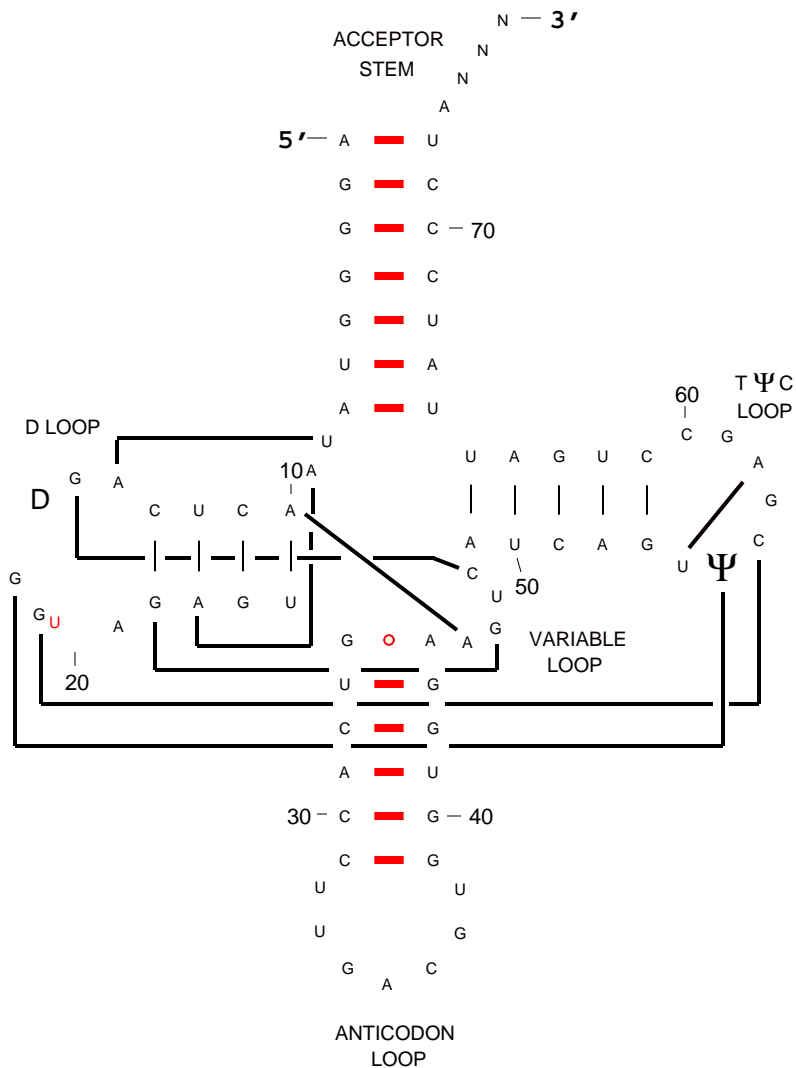 N 3′
ACCEPTOR
STEM
N
N
A
5′ A U
G C
G C 70
G C
G U
U A
A U
T Ψ C
LOOP
60
D LOOP
U
C G
U A G U C
A
10 A
G A
D
C U C A
G
A U C A G
U Ψ C
C
50
G
G A U
U
G A G U
G U
A
G A A G
VARIABLE
LOOP
20
U G
C G
A U
30 C G 40
C G
U U
U G
G C
A
ANTICODON
LOOP